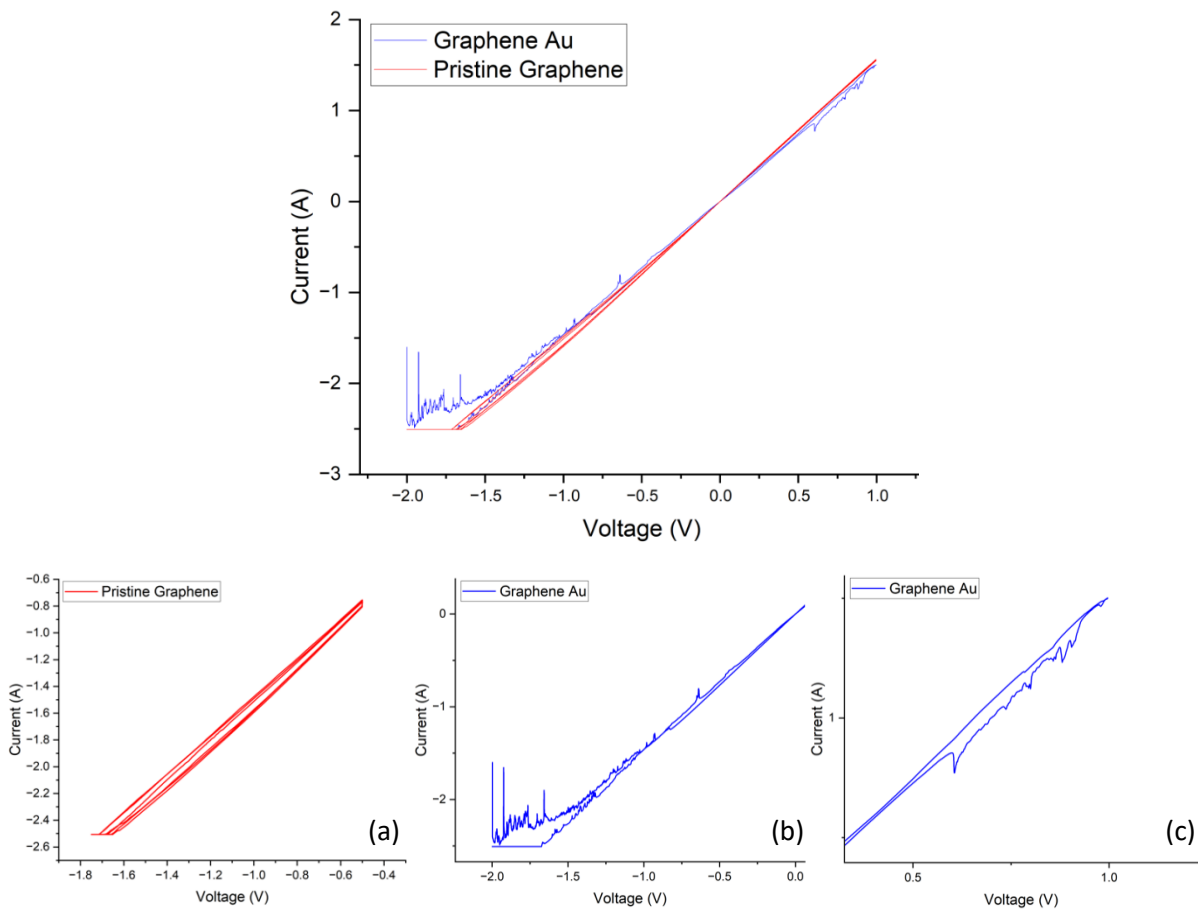 2
1
0
−1
−2
−3
Current (A)
Graphene Au
Pristine Graphene
−2.0 −1.5 −1.0 −0.5 0.0 0.5 1.0
Voltage (V)
−0.6
−0.8
−1.0
−1.2
−1.4
−1.6
−1.8
−2.0
−2.2
−2.4
−2.6
Current (A)
Pristine Graphene
(a)
−1.8 −1.6 −1.4 −1.2 −1.0 −0.8 −0.6 −0.4
Voltage (V)
0
−1
−2
Current (A)
Graphene Au
(b)
−2.0 −1.5 −1.0 −0.5 0.0
Voltage (V)
1
Current (A)
Graphene Au
(c)
0.5 1.0
Voltage (V)